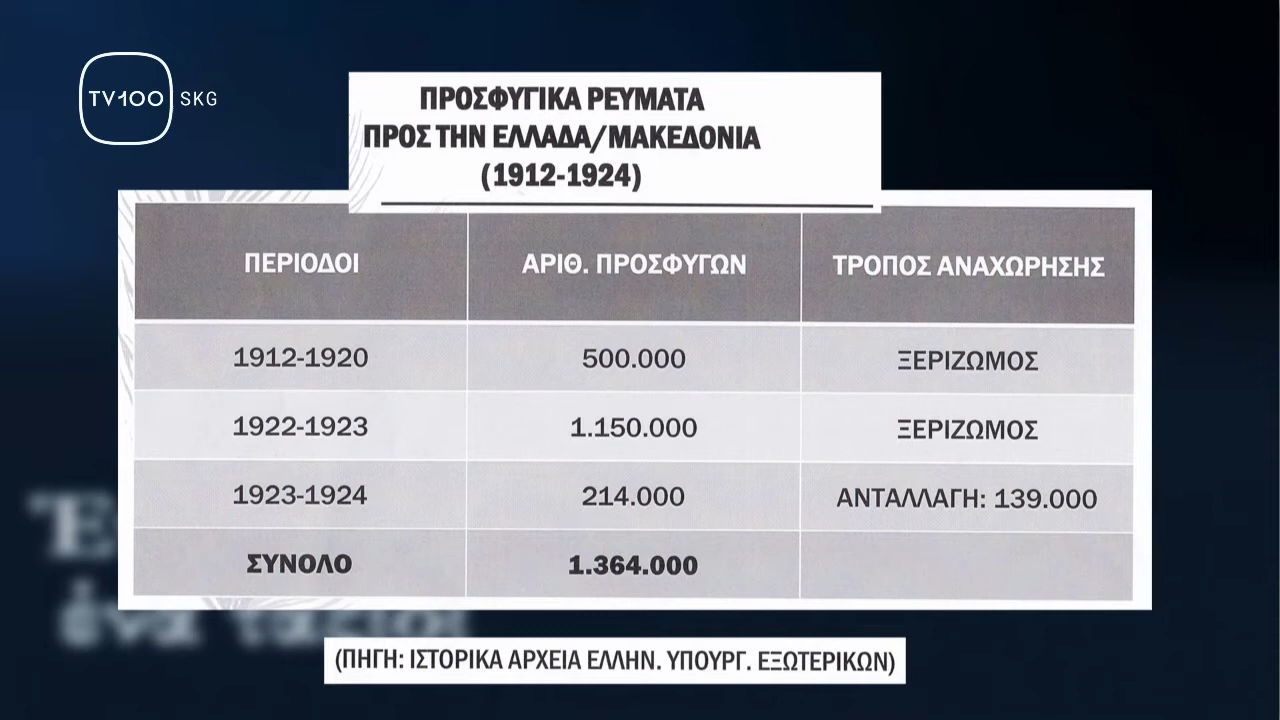 TV100 SKG
ΠΡΟΣΦΥΓΙΚΑ ΡΕΥΜΑΤΑ
ΠΡΟΣ ΤΗΝ ΕΛΛΑΔΑ/ΜΑΚΕΔΟΝΙΑ
(1912-1924)
ΠΕΡΙΟΔΟΙ ΑΡΙΘ. ΠΡΟΣΦΥΓΩΝ ΤΡΟΠΟΣ ΑΝΑΧΩΡΗΣΗΣ
1912-1920 500.000 ΞΕΡΙΖΩΜΟΣ
1922-1923 1.150.000 ΞΕΡΙΖΩΜΟΣ
1923-1924 214.000 ΑΝΤΑΛΛΑΓΗ: 139.000
ΣΥΝΟΛΟ 1.364.000
ένα ταξίδι
(ΠΗΓΗ: ΙΣΤΟΡΙΚΑ ΑΡΧΕΙΑ ΕΛΛΗΝ. ΥΠΟΥΡΓ. ΕΞΩΤΕΡΙΚΩΝ)